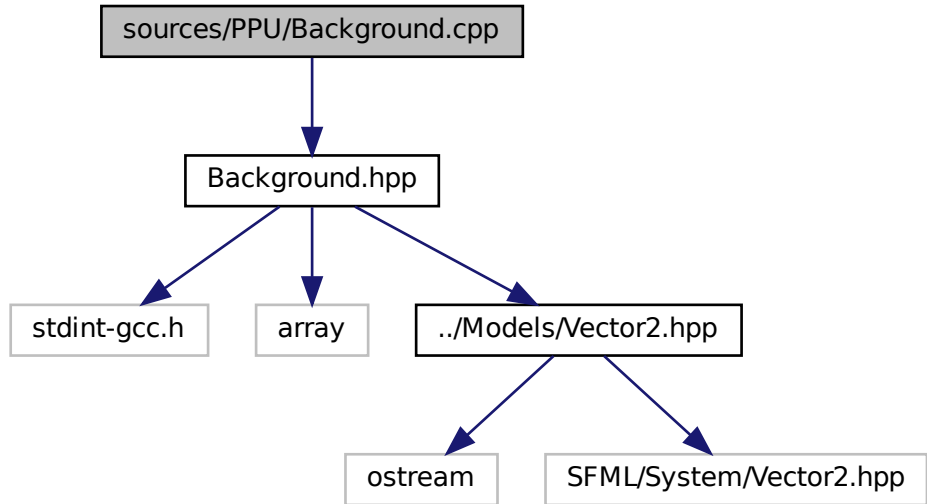 sources/PPU/Background.cpp
Background.hpp
stdint-gcc.h
array
../Models/Vector2.hpp
ostream
SFML/System/Vector2.hpp